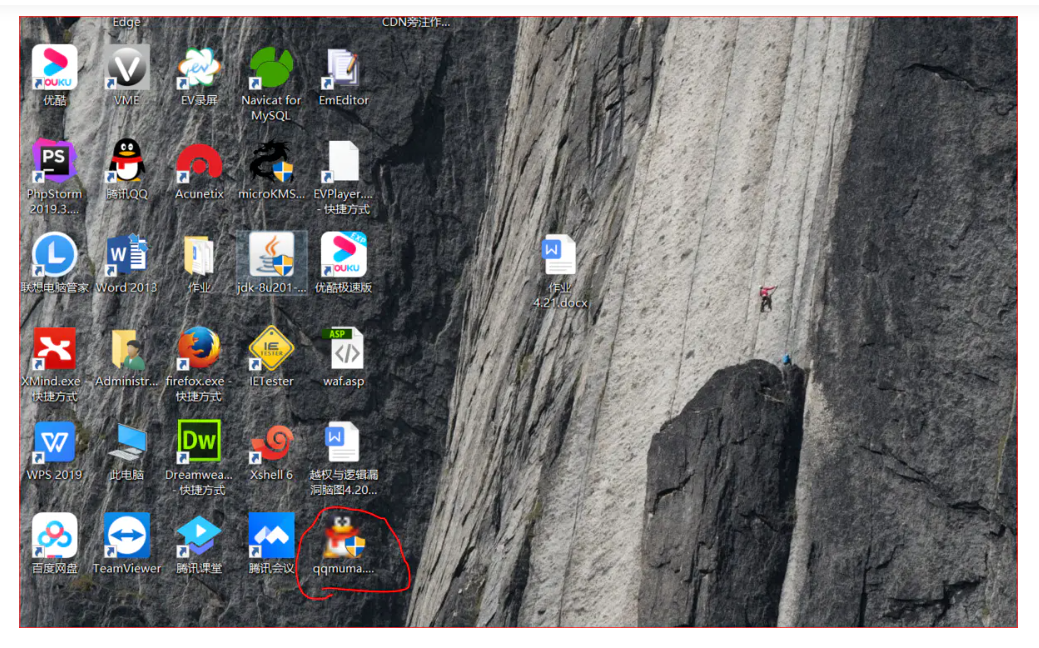 Edge
CDN旁注作...
优酷
VME
EV录屏
Navicat for
MySQL
EmEditor
PhpStorm
2019.3....
腾讯QQ
Acunetix
microKMS...
EVPlayer....
- 快捷方式
联想电脑管家
Word 2013
作业
jdk-8u201-...
优酷极速版
作业
4.21.docx
XMind.exe -
快捷方式
Administr...
firefox.exe -
快捷方式
IETester
waf.asp
WPS 2019
此电脑
Dreamwea...
- 快捷方式
Xshell 6
越权与逻辑漏
洞脑图4.20...
百度网盘
TeamViewer
腾讯课堂
腾讯会议
qqmuma....